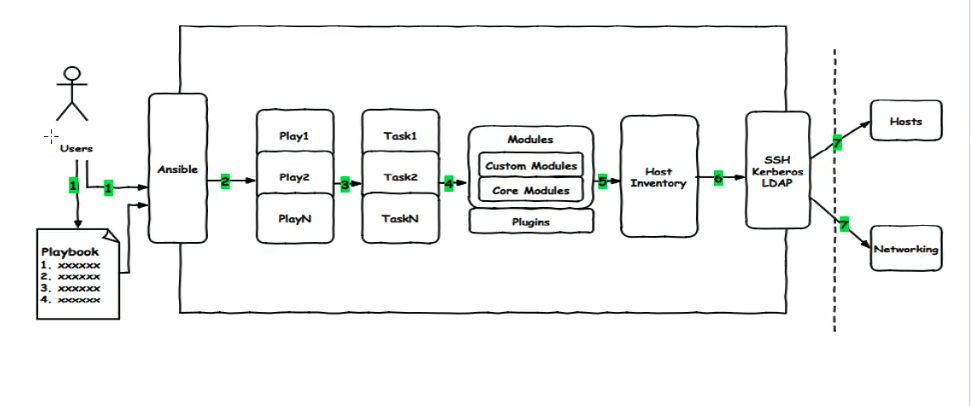 Users
1
1
Playbook
1. xxxxxx
2. xxxxxx
3. xxxxxx
4. xxxxxx
Ansible
2
Play1
Play2
PlayN
3
Task1
Task2
TaskN
4
Modules
Custom Modules
Core Modules
Plugins
5
Host
Inventory
6
SSH
Kerberos
LDAP
7
7
Hosts
Networking